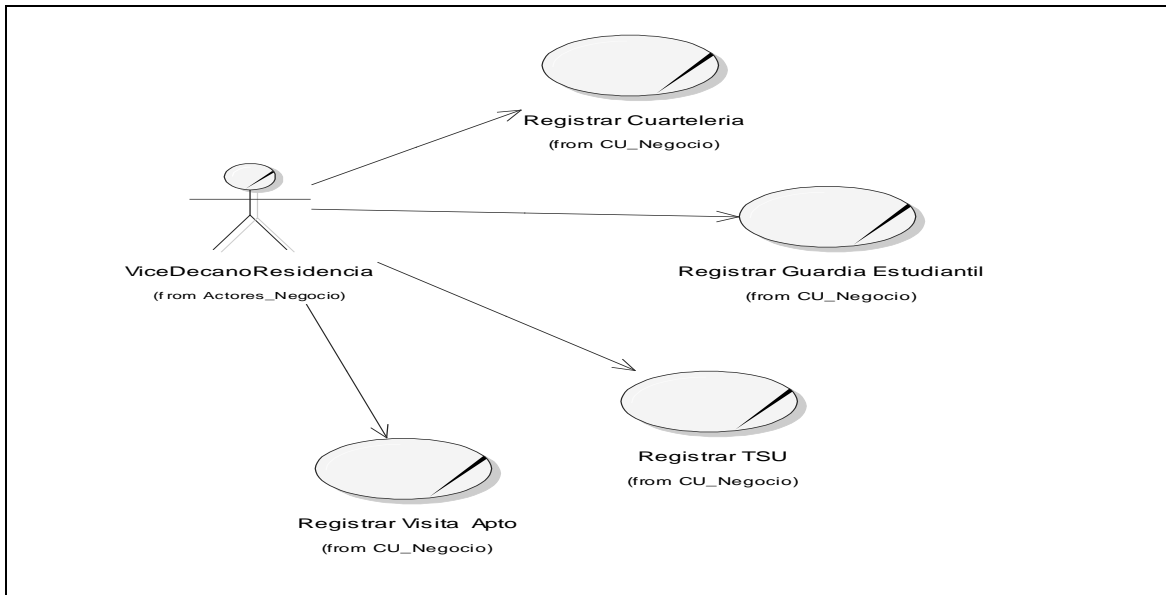 Registrar Cuarteleria
(from CU_Negocio)
ViceDecanoResidencia
(from Actores_Negocio)
Registrar Guardia Estudiantil
(from CU_Negocio)
Registrar TSU
(from CU_Negocio)
Registrar Visita Apto
(from CU_Negocio)